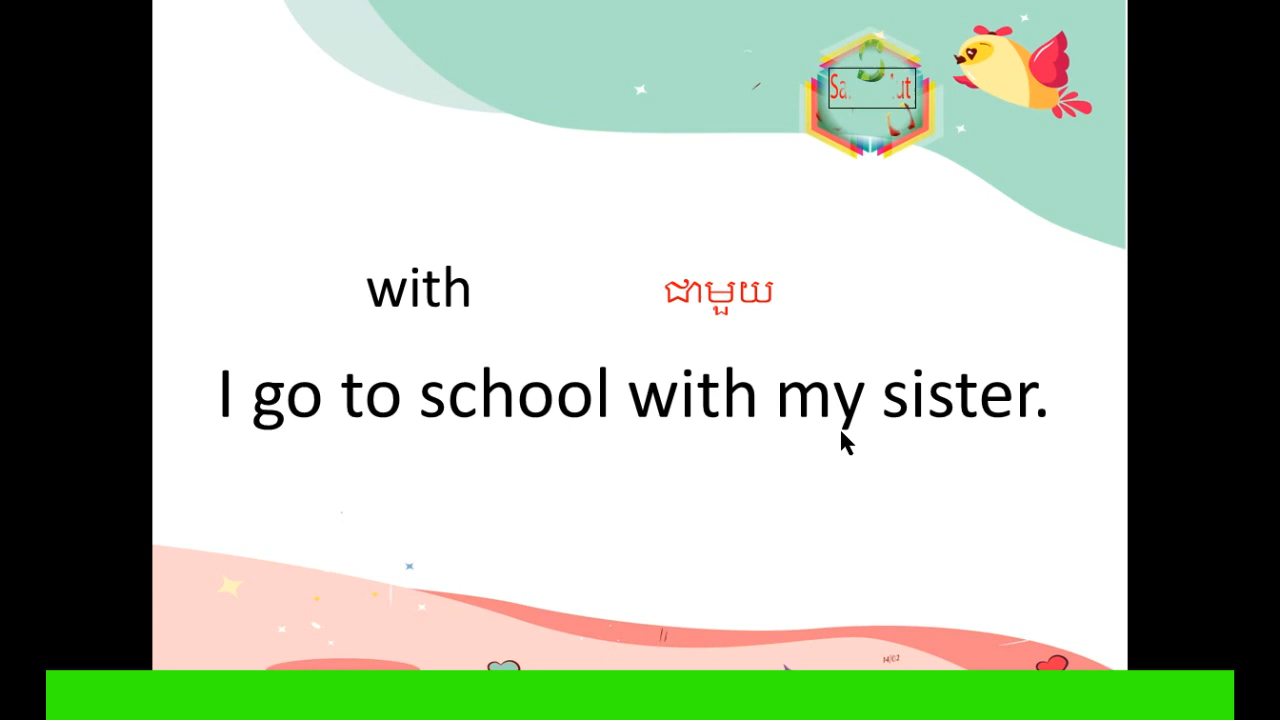 with ជាមួយ
I go to school with my sister.